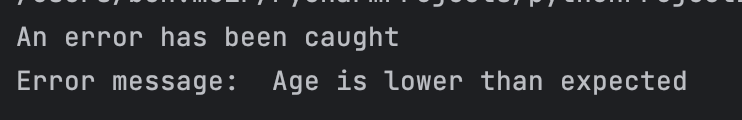 An error has been caught
Error message:  Age is lower than expected